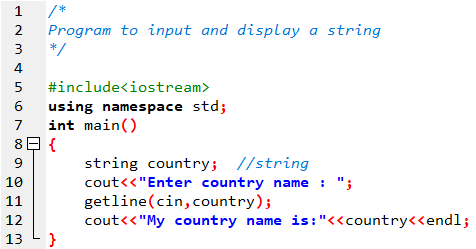 1 /*
2 Program to input and display a string
3 */
4
5 #include<iostream>
6 using namespace std;
7 int main()
8 {
9 string country;  //string
10 cout<<"Enter country name : ";
11 getline(cin,country);
12 cout<<"My country name is:"<<country<<endl;
13 }